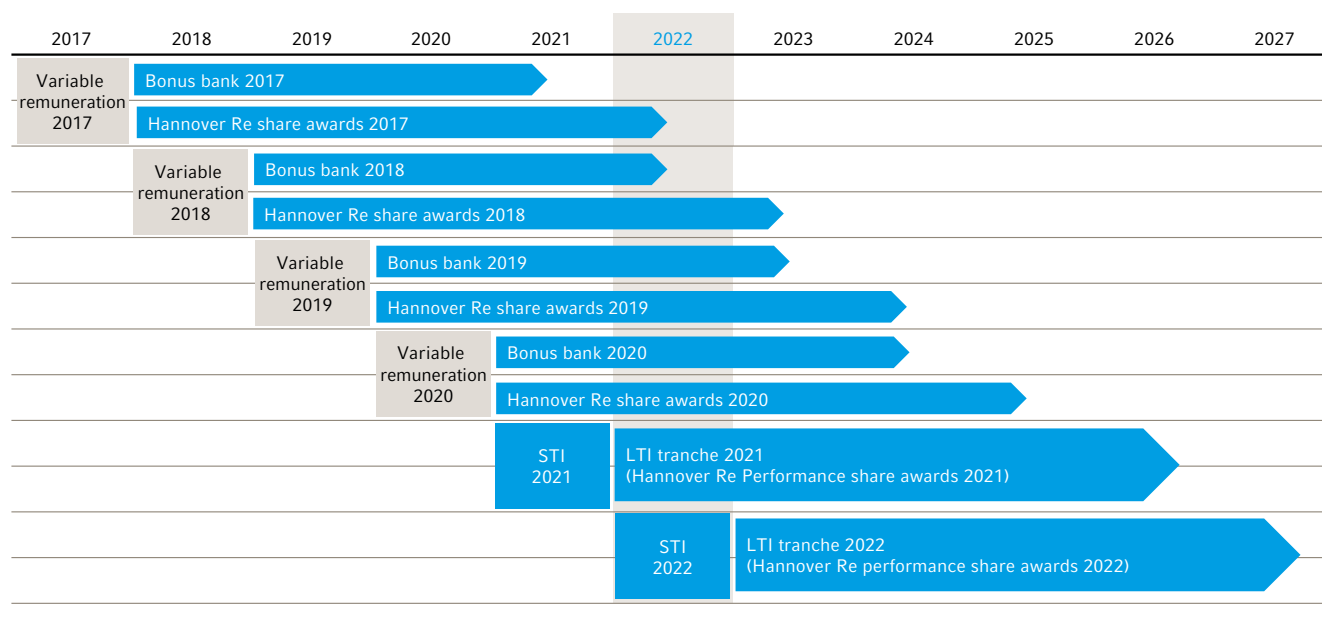 2017 2018 2019 2020 2021 2022 2023 2024 2025 2026 2027
Variable
remuneration
2017
Bonus bank 2017
Hannover Re share awards 2017
Variable
remuneration
2018
Bonus bank 2018
Hannover Re share awards 2018
Variable
remuneration
2019
Bonus bank 2019
Hannover Re share awards 2019
Variable
remuneration
2020
Bonus bank 2020
Hannover Re share awards 2020
STI
2021
LTI tranche 2021
(Hannover Re Performance share awards 2021)
STI
2022
LTI tranche 2022
(Hannover Re performance share awards 2022)